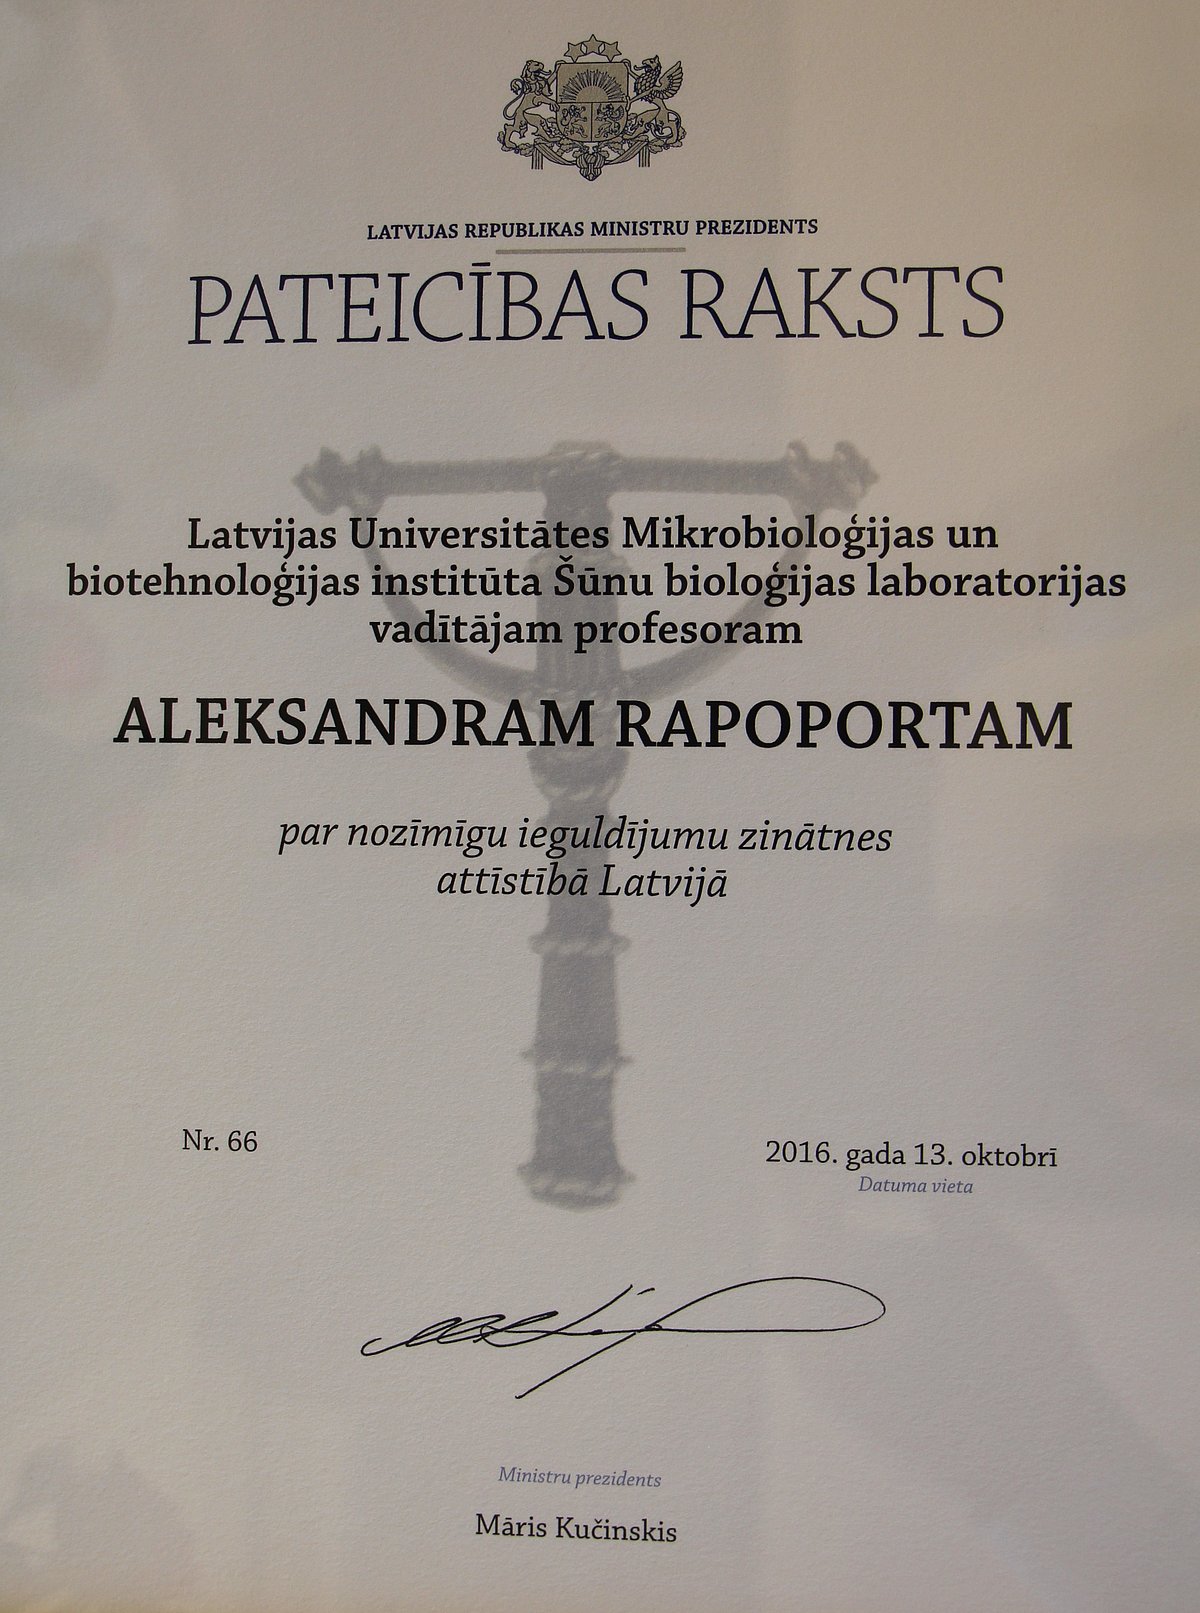 LATVIJAS REPUBLIKAS MINISTRU PREZIDENTS
PATEICĪBAS RAKSTS
Latvijas Universitātes Mikrobioloģijas un
biotehnoloģijas institūta Šūnu bioloģijas laboratorijas
vadītājam profesoram
ALEKSANDRAM RAPOPORTAM
par nozīmīgu ieguldījumu zinātnes
attīstībā Latvijā
Nr. 66
2016. gada 13. oktobrī
Datuma vieta
Ministru prezidents
Māris Kučinskis